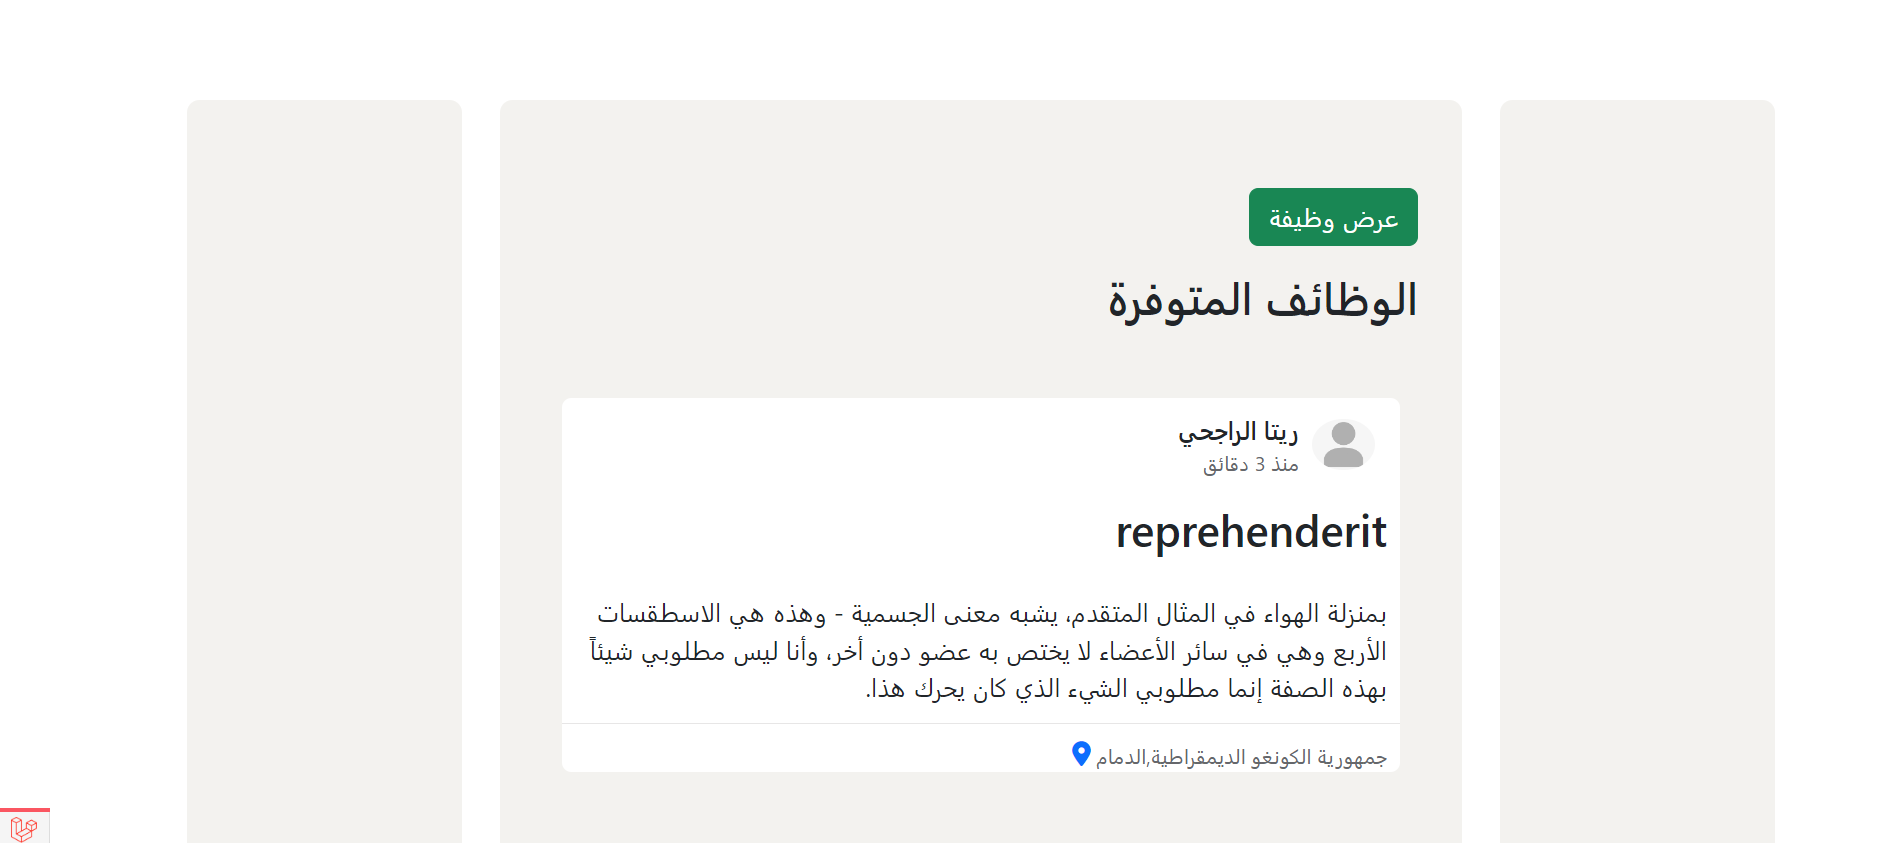 عرض وظيفة
الوظائف المتوفرة
ريتا الراجحي
منذ 3 دقائق
reprehenderit
بمنزلة الهواء في المثال المتقدم، يشبه معنى الجسمية - وهذه هي الاسطقسات
الأربع وهي في سائر الأعضاء لا يختص به عضو دون أخر، وأنا ليس مطلوبي شيئاً
بهذه الصفة إنما مطلوبي الشيء الذي كان يحرك هذا.
جمهورية الكونغو الديمقراطية,الدمام